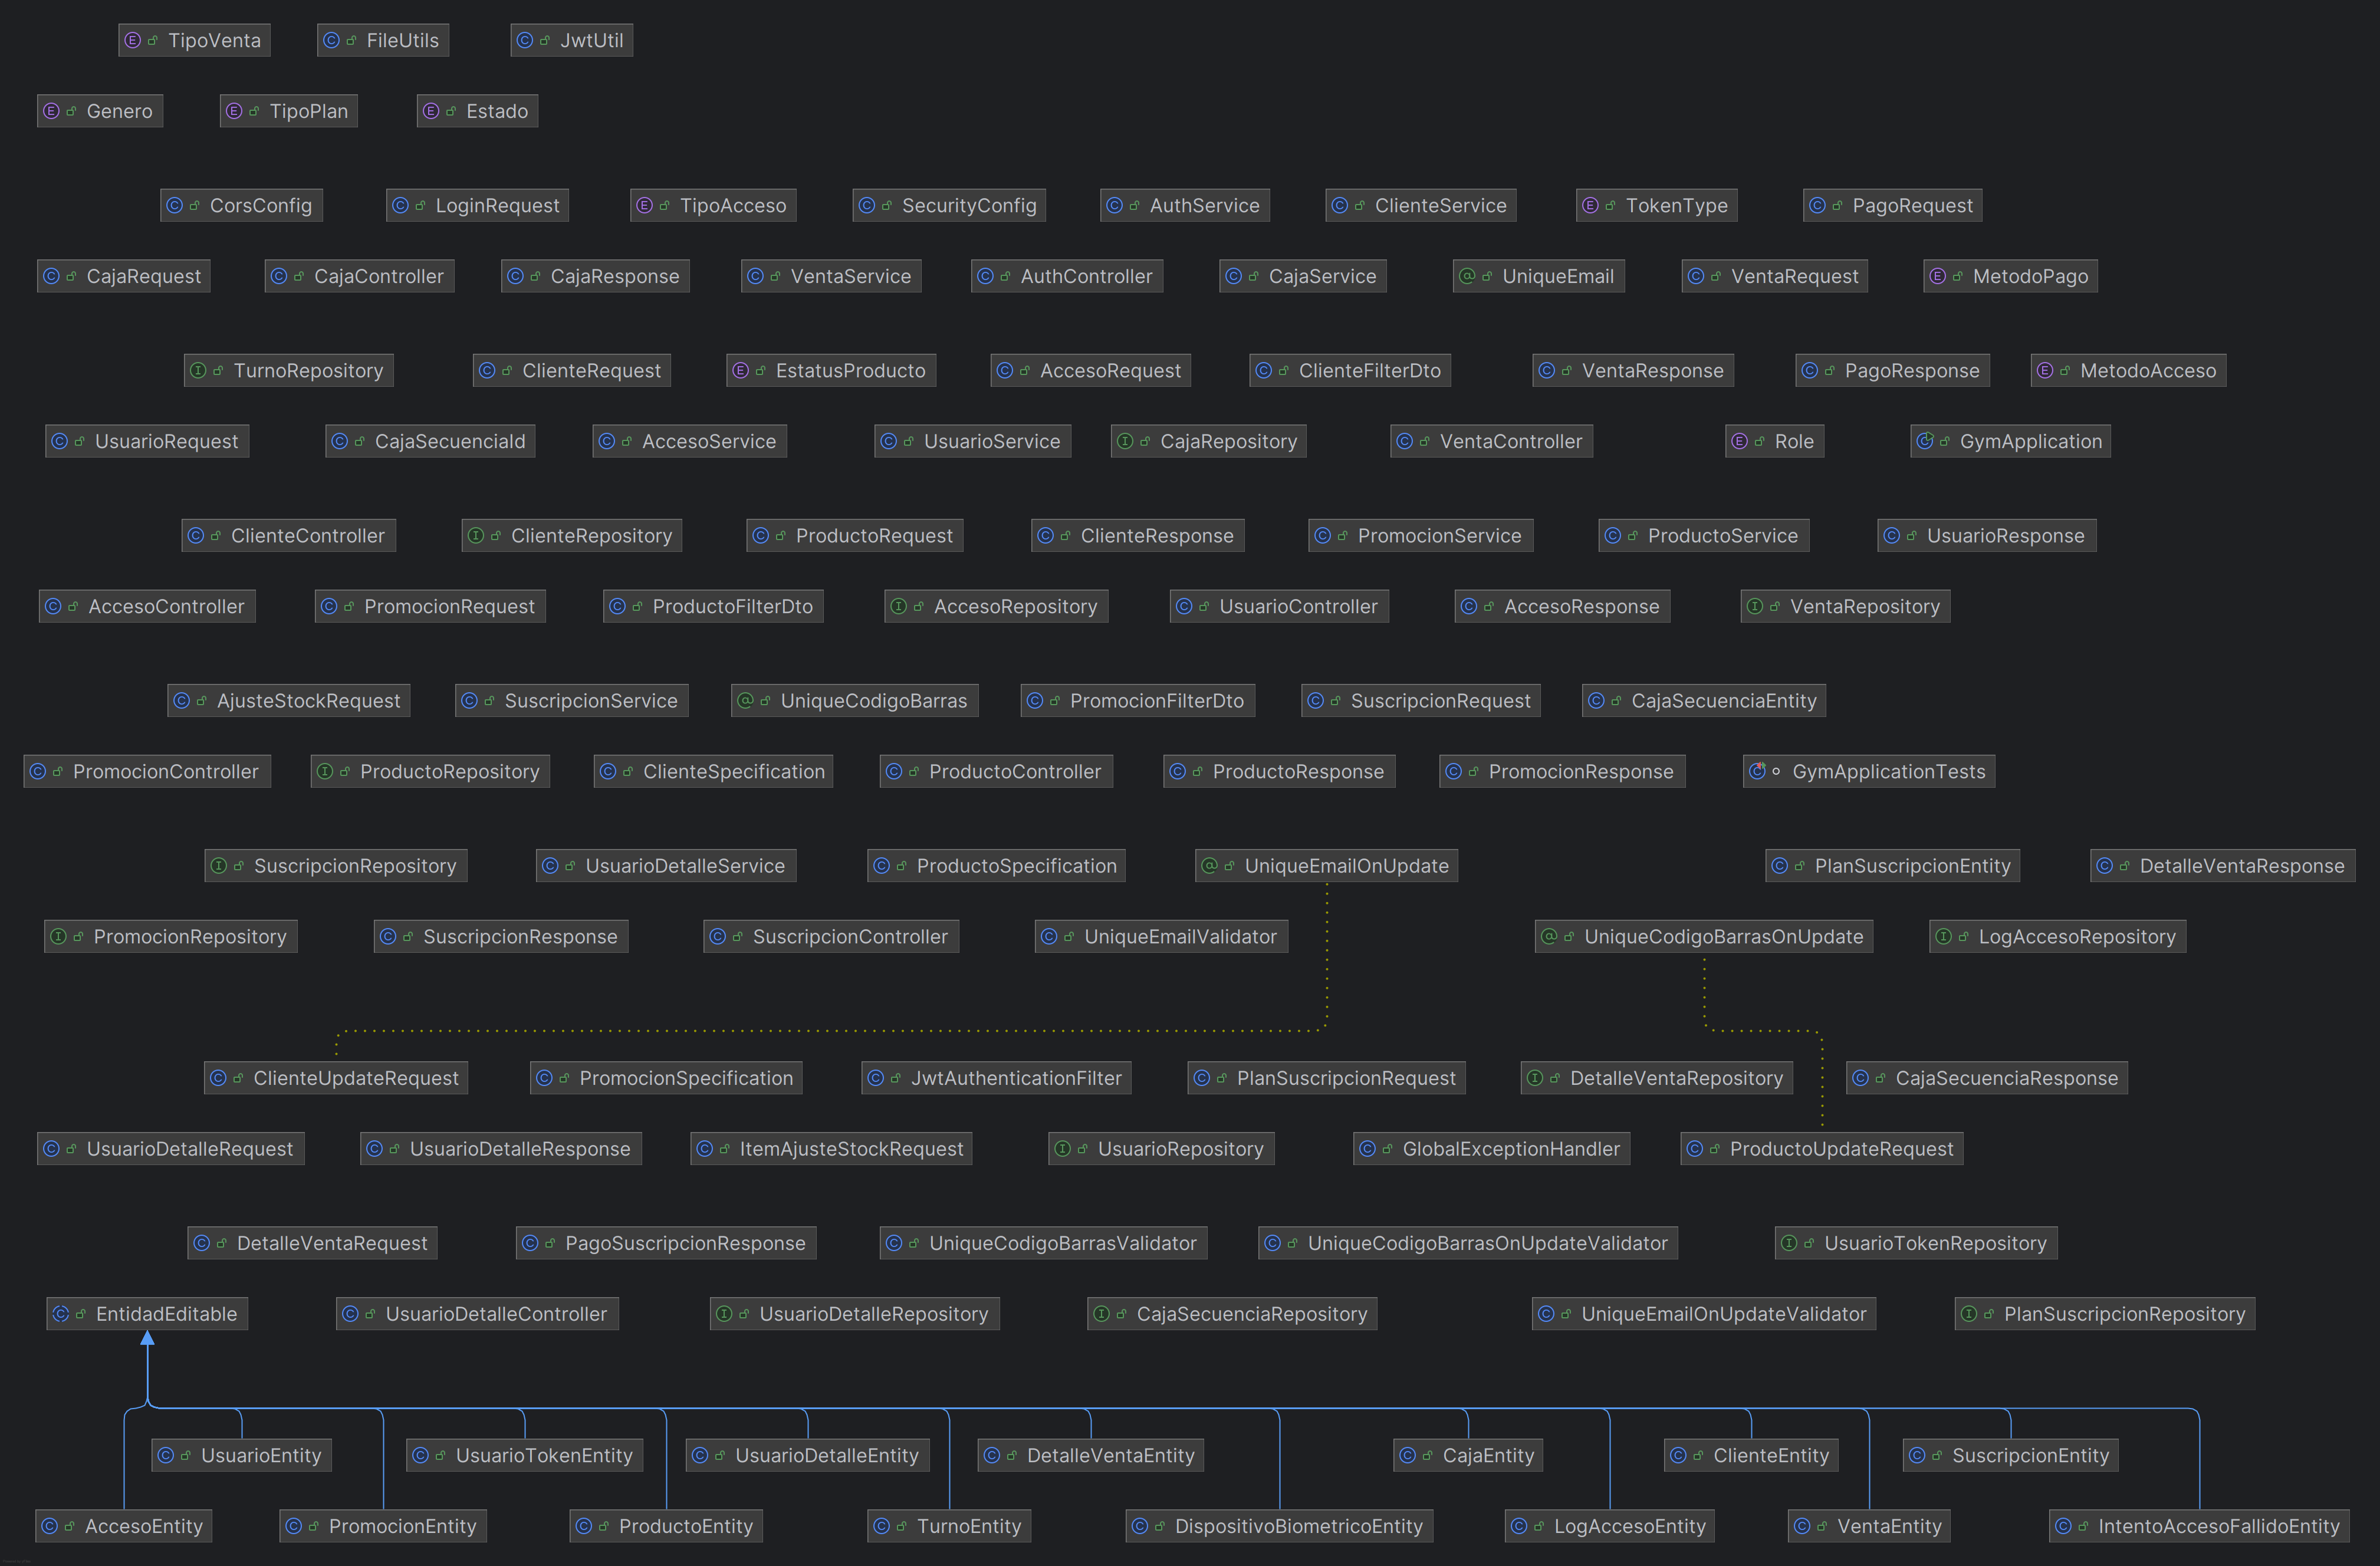 TipoVenta FileUtils JwtUtil
Genero TipoPlan Estado
CorsConfig LoginRequest TipoAcceso SecurityConfig AuthService ClienteService TokenType PagoRequest
CajaRequest CajaController CajaResponse VentaService AuthController CajaService UniqueEmail VentaRequest MetodoPago
TurnoRepository ClienteRequest EstatusProducto AccesoRequest ClienteFilterDto VentaResponse PagoResponse MetodoAcceso
UsuarioRequest CajaSecuenciaId AccesoService UsuarioService CajaRepository VentaController Role GymApplication
ClienteController ClienteRepository ProductoRequest ClienteResponse PromocionService ProductoService UsuarioResponse
AccesoController PromocionRequest ProductoFilterDto AccesoRepository UsuarioController AccesoResponse VentaRepository
AjusteStockRequest SuscripcionService UniqueCodigoBarras PromocionFilterDto SuscripcionRequest CajaSecuenciaEntity
PromocionController ProductoRepository ClienteSpecification ProductoController ProductoResponse PromocionResponse GymApplicationTests
SuscripcionRepository UsuarioDetalleService ProductoSpecification UniqueEmailOnUpdate PlanSuscripcionEntity DetalleVentaResponse
PromocionRepository SuscripcionResponse SuscripcionController UniqueEmailValidator UniqueCodigoBarrasOnUpdate LogAccesoRepository
ClienteUpdateRequest PromocionSpecification JwtAuthenticationFilter PlanSuscripcionRequest DetalleVentaRepository CajaSecuenciaResponse
UsuarioDetalleRequest UsuarioDetalleResponse ItemAjusteStockRequest UsuarioRepository GlobalExceptionHandler ProductoUpdateRequest
DetalleVentaRequest PagoSuscripcionResponse UniqueCodigoBarrasValidator UniqueCodigoBarrasOnUpdateValidator UsuarioTokenRepository
EntidadEditable UsuarioDetalleController UsuarioDetalleRepository CajaSecuenciaRepository UniqueEmailOnUpdateValidator PlanSuscripcionRepository
UsuarioEntity UsuarioTokenEntity UsuarioDetalleEntity DetalleVentaEntity CajaEntity ClienteEntity SuscripcionEntity
AccesoEntity PromocionEntity ProductoEntity TurnoEntity DispositivoBiometricoEntity LogAccesoEntity VentaEntity IntentoAccesoFallidoEntity